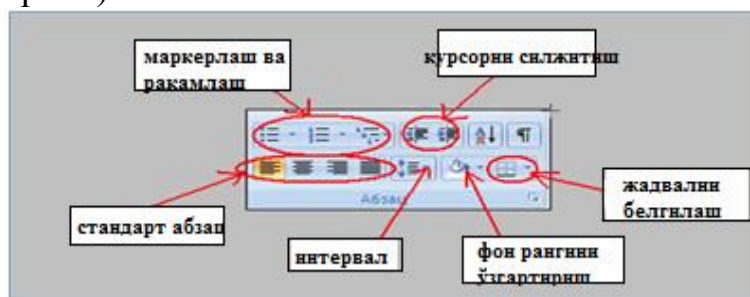 маркерлаш ва
ракамлаш
курсорни силжитиш
Абзац
жадвални
белгилаш
стандарт абзац
интервал
фон рангини
ўзгартириш